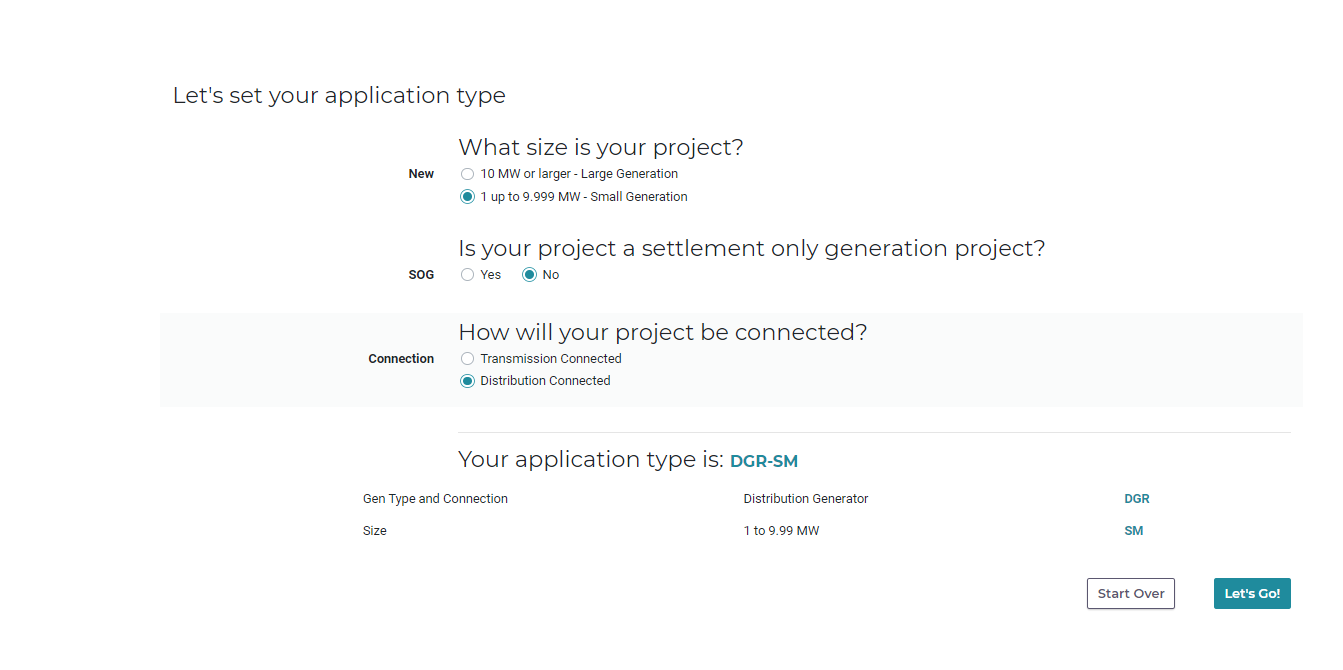 Let's set your application type
What size is your project?
New
10 MW or larger - Large Generation
1 up to 9.999 MW - Small Generation
Is your project a settlement only generation project?
SOG
Yes No
How will your project be connected?
Connection
Transmission Connected
Distribution Connected
Your application type is: DGR-SM
Gen Type and Connection Distribution Generator DGR
Size 1 to 9.99 MW SM
Start Over Let's Go!